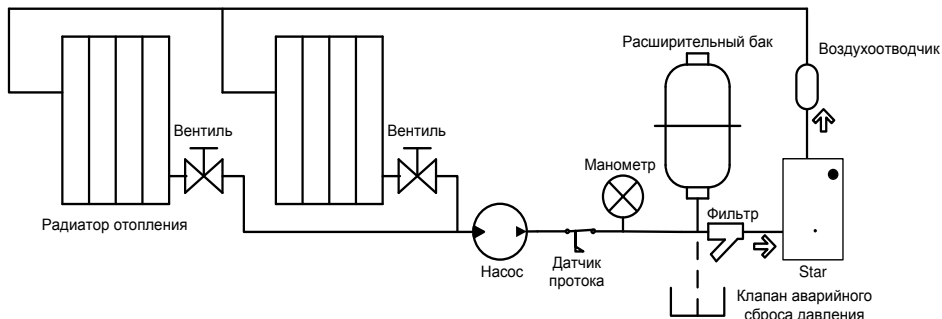 Расширительный бак
Воздухоотводчик
Вентиль
Вентиль
Манометр
Радиатор отопления
Фильтр
Насос
Датчик
протока
Star
Клапан аварийного
сброса давления